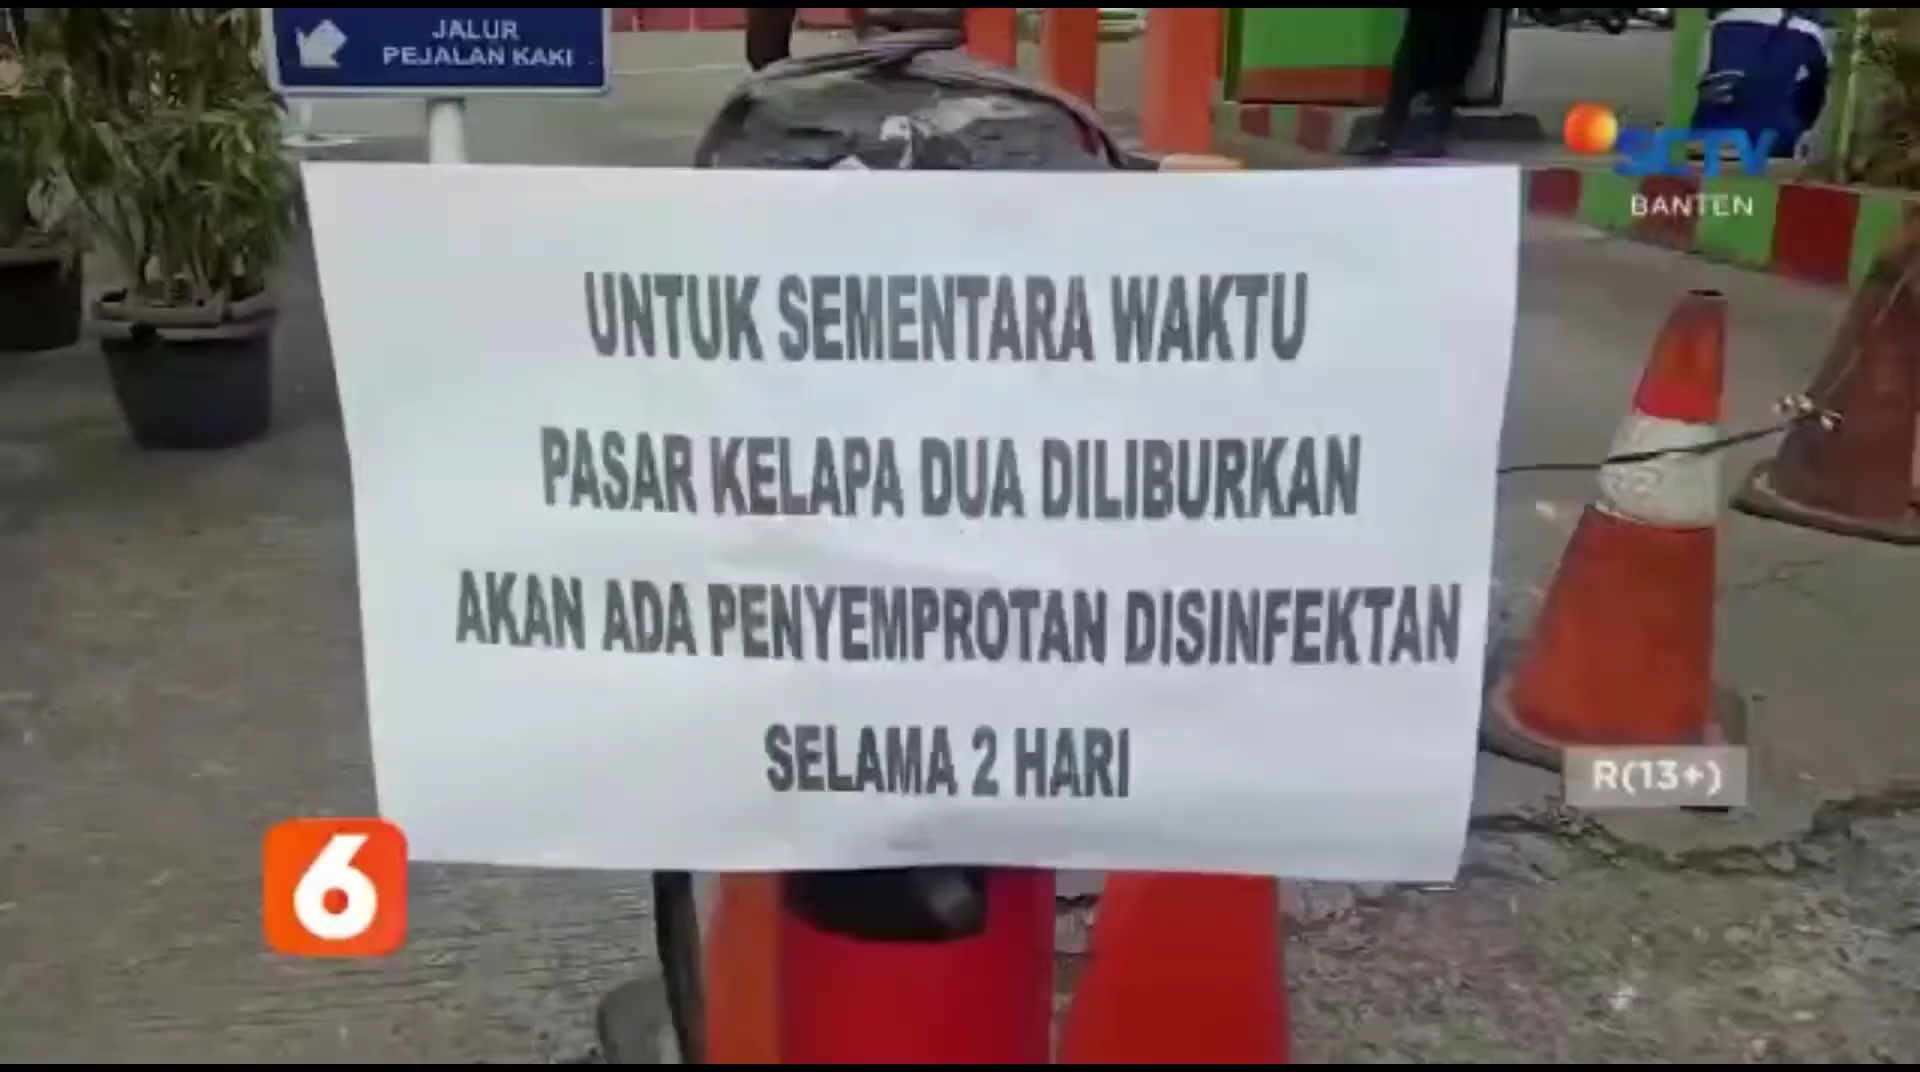 JALUR
PEJALAN KAKI
SCTV
BANTEN
UNTUK SEMENTARA WAKTU
PASAR KELAPA DUA DILIBURKAN
AKAN ADA PENYEMPROTAN DISINFEKTAN
SELAMA 2 HARI
R(13+)
6